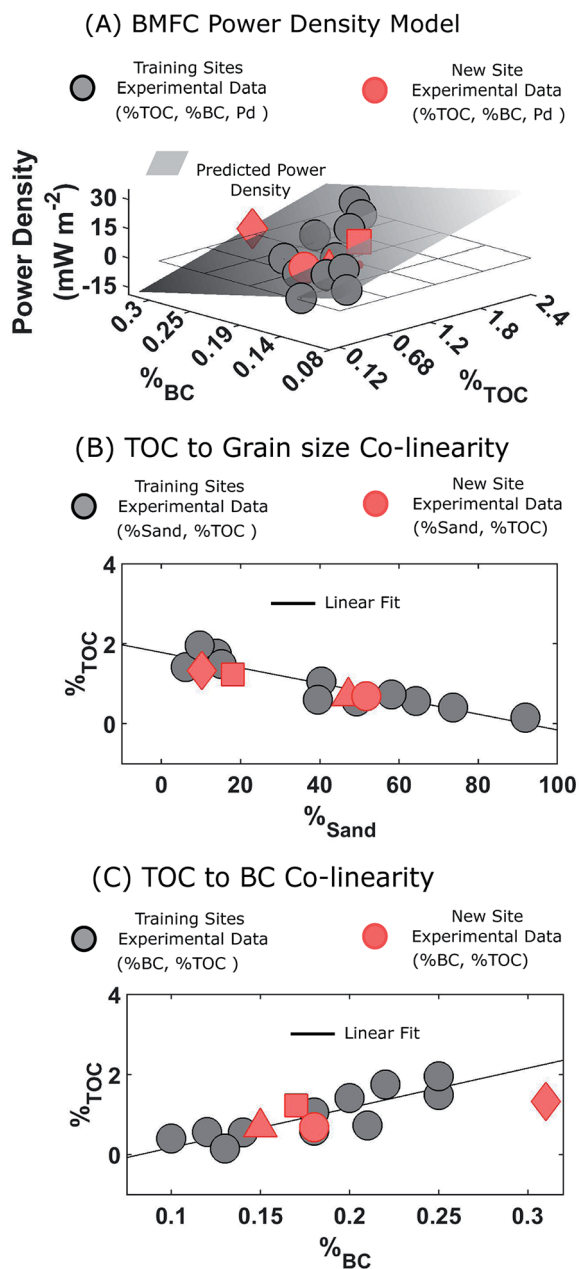 (A) BMFC Power Density Model
Training Sites
Experimental Data
(%TOC, %BC, Pd )
New Site
Experimental Data
(%TOC, %BC, Pd )
Predicted Power
Density
Power Density
(mW m-2)
30
15
0
-15
0.3
0.25
0.19
0.14
0.08
%BC
0.12
0.68
1.2
1.8
2.4
%TOC
(B) TOC to Grain size Co-linearity
Training Sites
Experimental Data
(%Sand, %TOC )
New Site
Experimental Data
(%Sand, %TOC)
Linear Fit
%TOC
4
2
0
0 20 40 60 80 100
%Sand
(C) TOC to BC Co-linearity
Training Sites
Experimental Data
(%BC, %TOC )
New Site
Experimental Data
(%BC, %TOC)
Linear Fit
%TOC
4
2
0
0.1 0.15 0.2 0.25 0.3
%BC